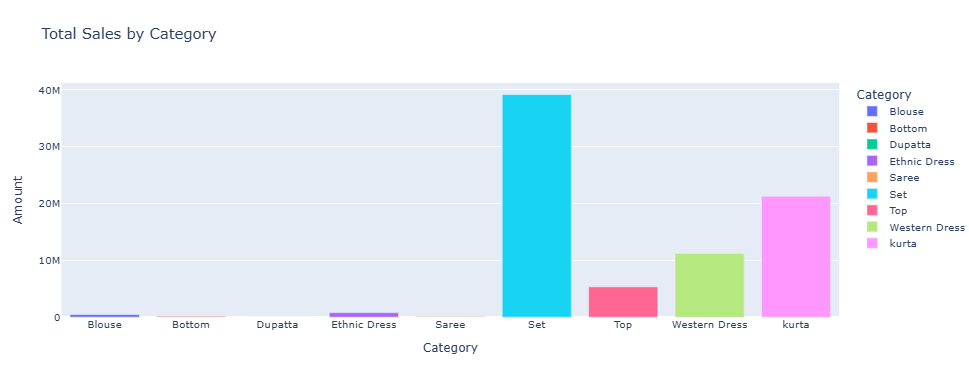 Total Sales by Category
40M
30M
20M
10M
0
Amount
Blouse Bottom Dupatta Ethnic Dress Saree Set Top Western Dress kurta
Category
Category
Blouse
Bottom
Dupatta
Ethnic Dress
Saree
Set
Top
Western Dress
kurta